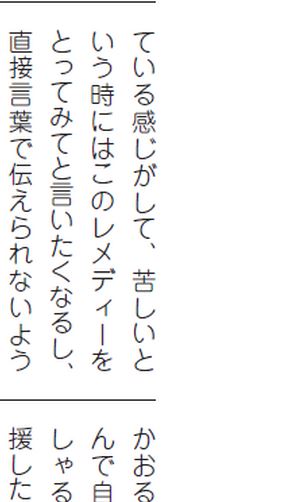 ている感じがして、苦しいと
いう時にはこのレメディーを
とってみてと言いたくなるし、
直接言葉で伝えられないよう
かおる
んで自
しゃる
援した